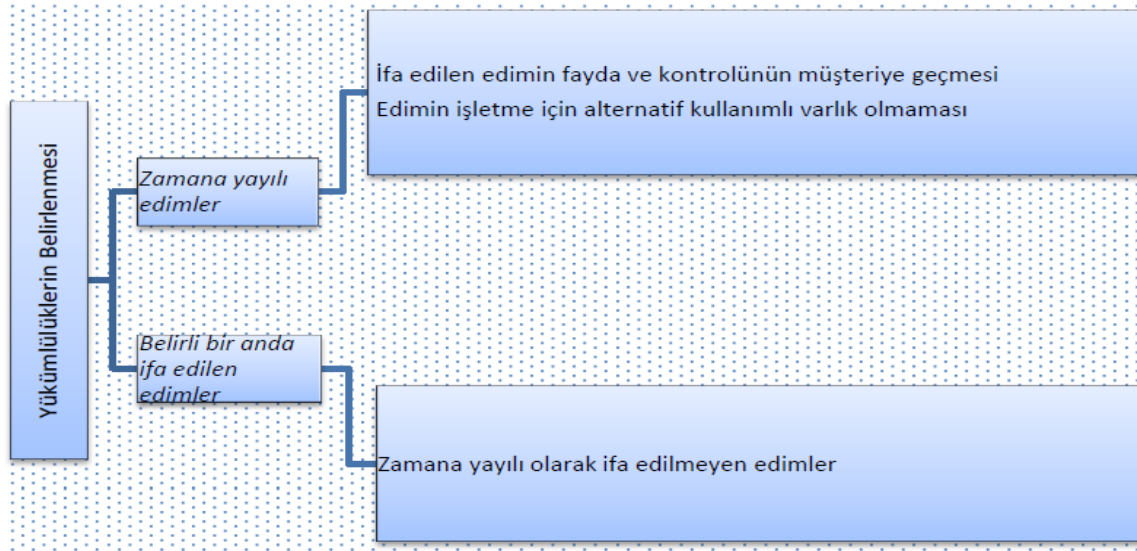 Yükümlülüklerin Belirlenmesi
Zamana yayılı
edimler
İfa edilen edimin fayda ve kontrolünün müşteriye geçmesi
Edimin işletme için alternatif kullanımlı varlık olmaması
Belirli bir anda
ifa edilen
edimler
Zamana yayılı olarak ifa edilmeyen edimler